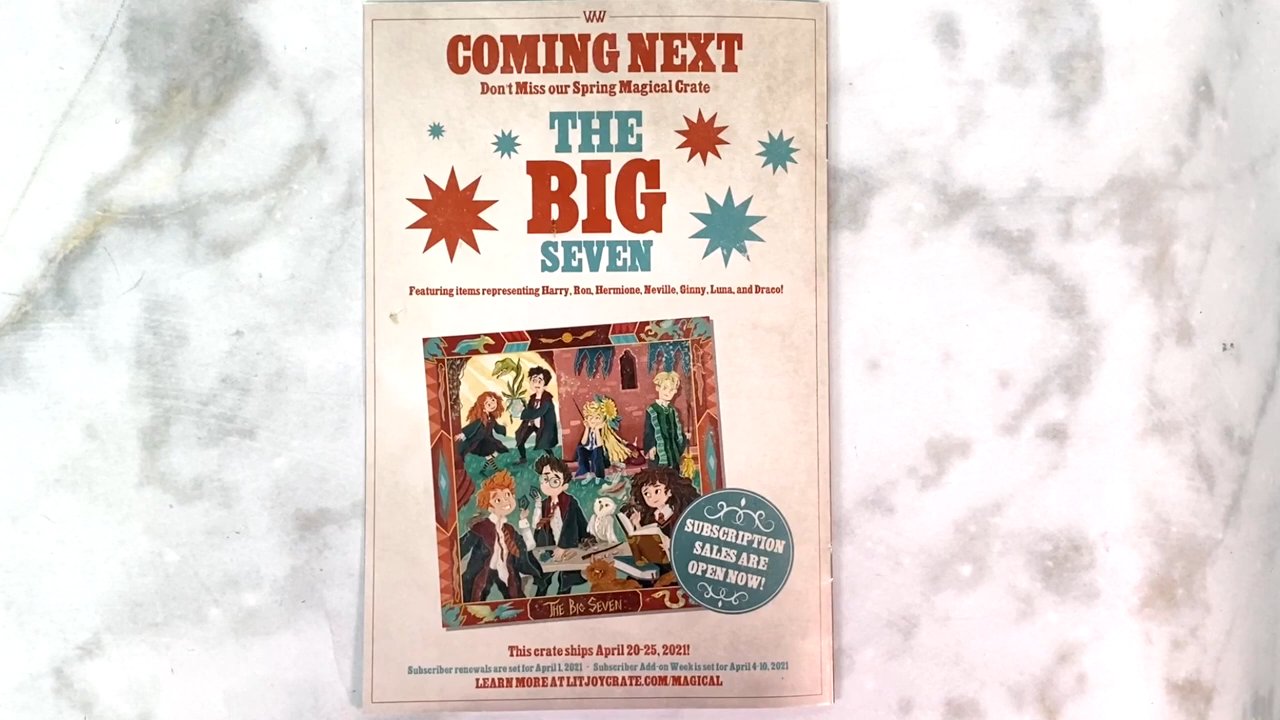 WW
COMING NEXT
Don't Miss our Spring Magical Crate
THE
BIG
SEVEN
Featuring items representing Harry, Ron, Hermione, Neville, Ginny, Luna, and Draco!
SUBSCRIPTION
SALES ARE
OPEN NOW!
THE BIG SEVEN
This crate ships April 20-25, 2021!
Subscriber renewals are set for April 1, 2021 - Subscriber Add-on Week is set for April 4-10, 2021
LEARN MORE AT LITJOYCRATE.COM/MAGICAL